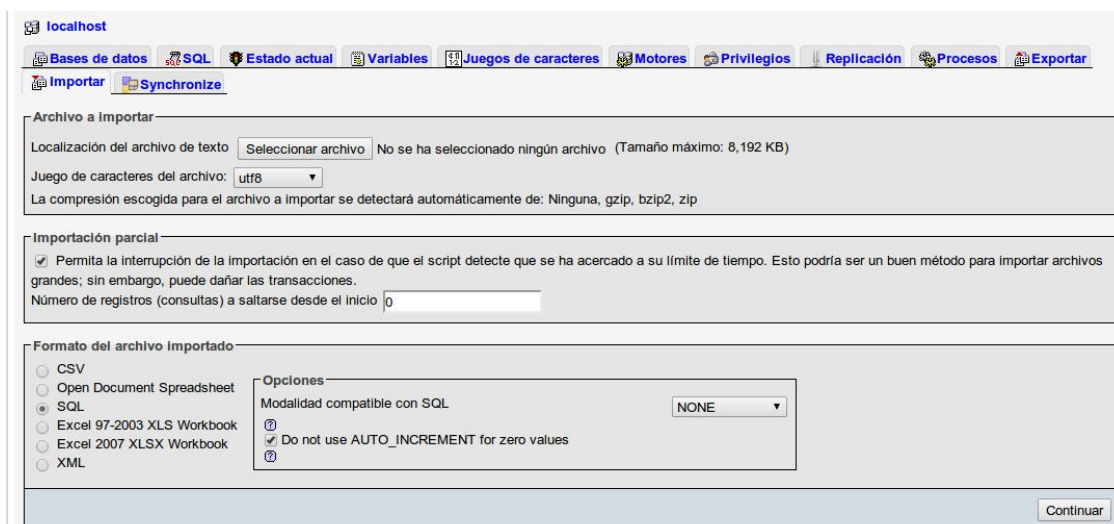 localhost
Bases de datos SQL Estado actual Variables Juegos de caracteres Motores Privilegios Replicación Procesos Exportar
Importar Synchronize
Archivo a importar
Localización del archivo de texto Seleccionar archivo No se ha seleccionado ningún archivo (Tamaño máximo: 8,192 KB)
Juego de caracteres del archivo: utf8
La compresión escogida para el archivo a importar se detectará automáticamente de: Ninguna, gzip, bzip2, zip
Importación parcial
Permita la interrupción de la importación en el caso de que el script detecte que se ha acercado a su límite de tiempo. Esto podría ser un buen método para importar archivos
grandes; sin embargo, puede dañar las transacciones.
Número de registros (consultas) a saltarse desde el inicio 0
Formato del archivo importado
CSV
Open Document Spreadsheet
SQL
Excel 97-2003 XLS Workbook
Excel 2007 XLSX Workbook
XML
Opciones
Modalidad compatible con SQL NONE
Do not use AUTO_INCREMENT for zero values
Continuar